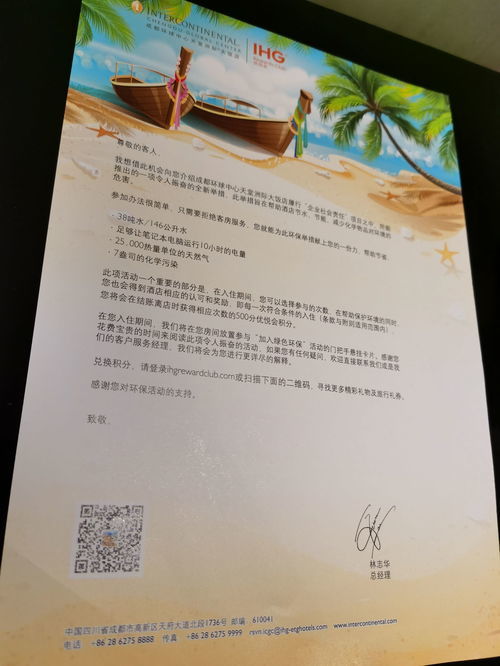 INTERCONTINENTAL
CHENGDU GLOBAL CENTER
成都环球中心天堂洲际大饭店
IHG
尊敬的客人,
我想借此机会向您介绍成都环球中心天堂洲际大饭店履行“企业社会责任”项目之中,所新
推出的一项令人振奋的全新举措。此举措旨在帮助酒店节水、节能、减少化学物品对环境的
危害。
参加办法很简单,只需要拒绝客房服务,您就能为此环保举措献上您的一份力,帮助节省:
· 38吨水/146公升水
· 足够让笔记本电脑运行10小时的电量
· 25.000热量单位的天然气
· 7盎司的化学污染
此项活动一个重要的部分是,在入住期间,您可以选择参与的次数,在帮助保护环境的同时,
您也会得到酒店相应的认可和奖励,即每一次符合条件的入住(条款与附则适用范围内),
您将会在结账离店时获得相应次数的500分优悦会积分。
在您入住期间,我们将在您房间放置参与“加入绿色环保”活动的门把手悬挂卡片。感谢您
花费宝贵的时间来阅读此项令人振奋的活动,如果您有任何疑问,欢迎直接联系我们或是我
们的客户服务经理,我们会为您进行更详尽的解释。
兑换积分,请登录ihgrewardclub.com或扫描下面的二维码,寻找更多精彩礼物及旅行礼券。
感谢您对环保活动的支持。
致敬,
林志华
总经理
中国四川省成都市高新区天府大道北段1736号 邮编 610041
电话 +86 28 6275 8888 传真 +86 28 6275 9999 rsvn.icgc@ihg-etghotels.com www.intercontinental.com